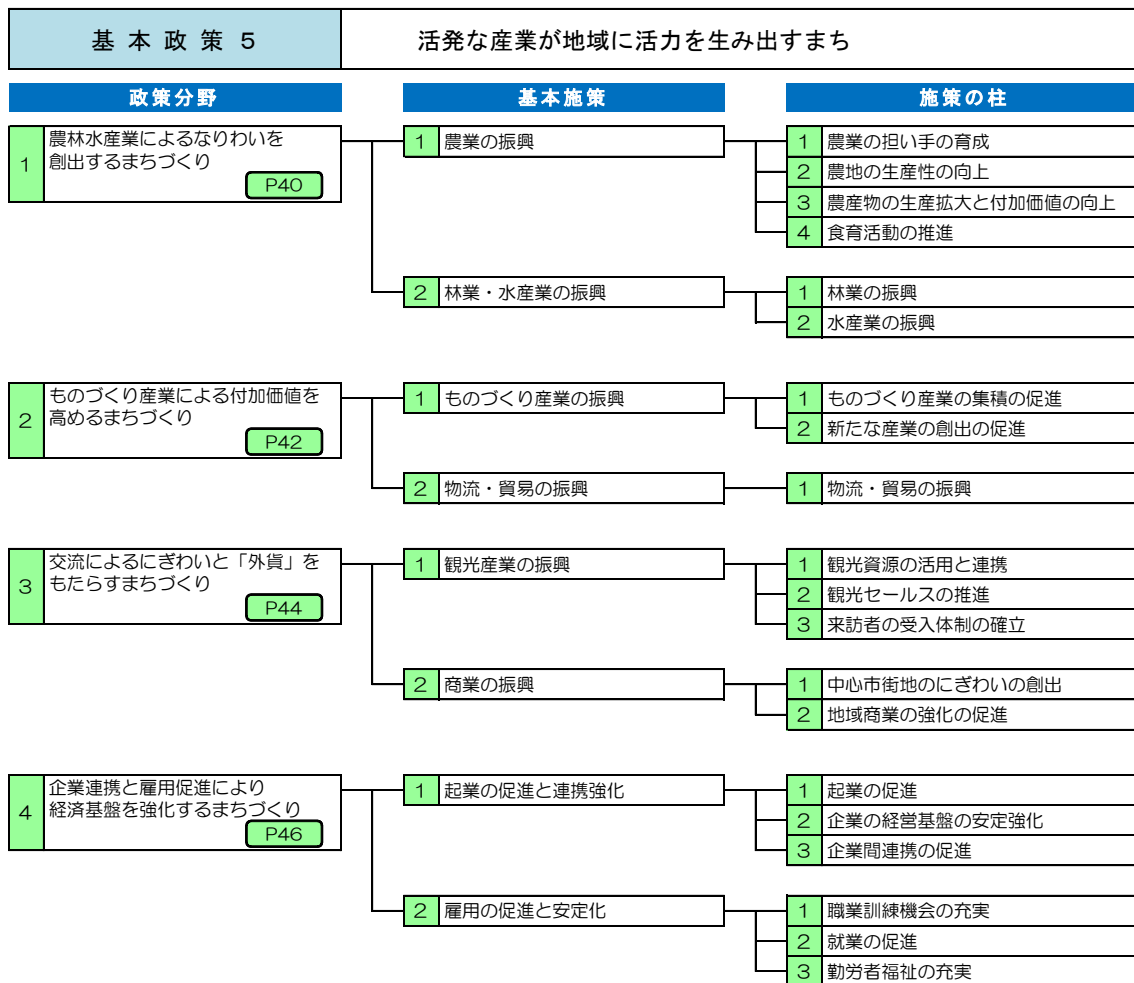 基本政策５
活発な産業が地域に活力を生み出すまち
政策分野
基本施策
施策の柱
1
農林水産業によるなりわいを
創出するまちづくり
P40
1 農業の振興
1 農業の担い手の育成
2 農地の生産性の向上
3 農産物の生産拡大と付加価値の向上
4 食育活動の推進
2 林業・水産業の振興
1 林業の振興
2 水産業の振興
2
ものづくり産業による付加価値を
高めるまちづくり
P42
1 ものづくり産業の振興
1 ものづくり産業の集積の促進
2 新たな産業の創出の促進
2 物流・貿易の振興
1 物流・貿易の振興
3
交流によるにぎわいと「外貨」を
もたらすまちづくり
P44
1 観光産業の振興
1 観光資源の活用と連携
2 観光セールスの推進
3 来訪者の受入体制の確立
2 商業の振興
1 中心市街地のにぎわいの創出
2 地域商業の強化の促進
4
企業連携と雇用促進により
経済基盤を強化するまちづくり
P46
1 起業の促進と連携強化
1 起業の促進
2 企業の経営基盤の安定強化
3 企業間連携の促進
2 雇用の促進と安定化
1 職業訓練機会の充実
2 就業の促進
3 勤労者福祉の充実